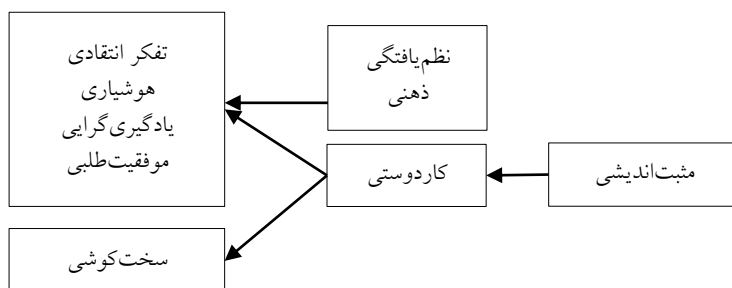 نظم‌یافتگی
ذهنی
تفکر انتقادی
هوشیاری
یادگیری‌گرایی
موفقیت‌طلبی
مثبت‌اندیشی
کاردوستی
سخت‌کوشی